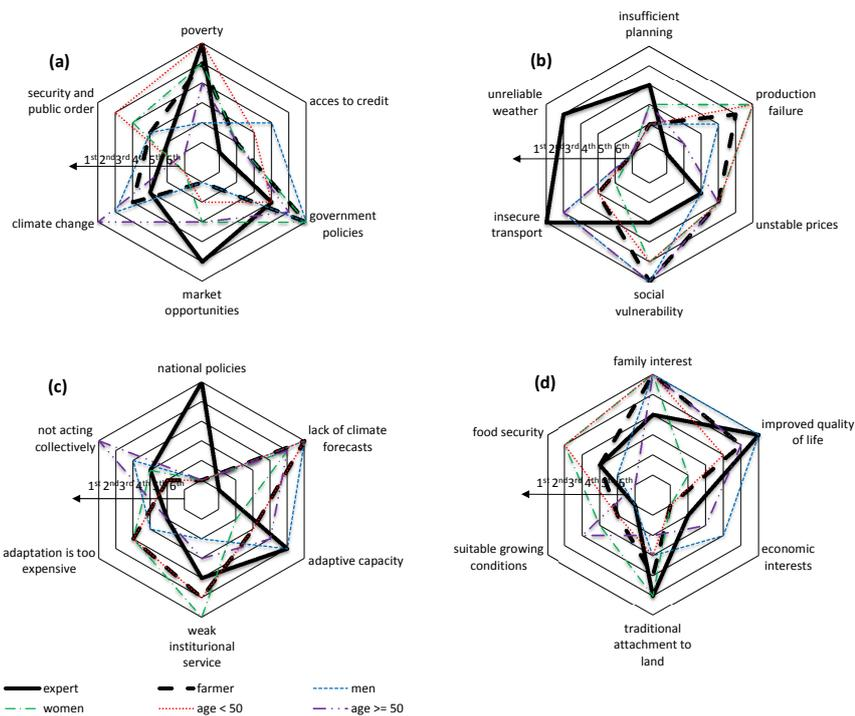 (a)
poverty
acces to credit
government
policies
market
opportunities
climate change
security and
public order
1st 2nd 3rd 4th 5th 6th
(b)
insufficient
planning
production
failure
unstable prices
social
vulnerability
insecure
transport
unreliable
weather
1st 2nd 3rd 4th 5th 6th
(c)
national policies
lack of climate
forecasts
adaptive capacity
weak
insticurional
service
adaptation is too
expensive
not acting
collectively
1st 2nd 3rd 4th 5th 6th
(d)
family interest
improved quality
of life
economic
interests
traditional
attachment to
land
suitable growing
conditions
food security
1st 2nd 3rd 4th 5th 6th
expert farmer men
women age < 50 age >= 50